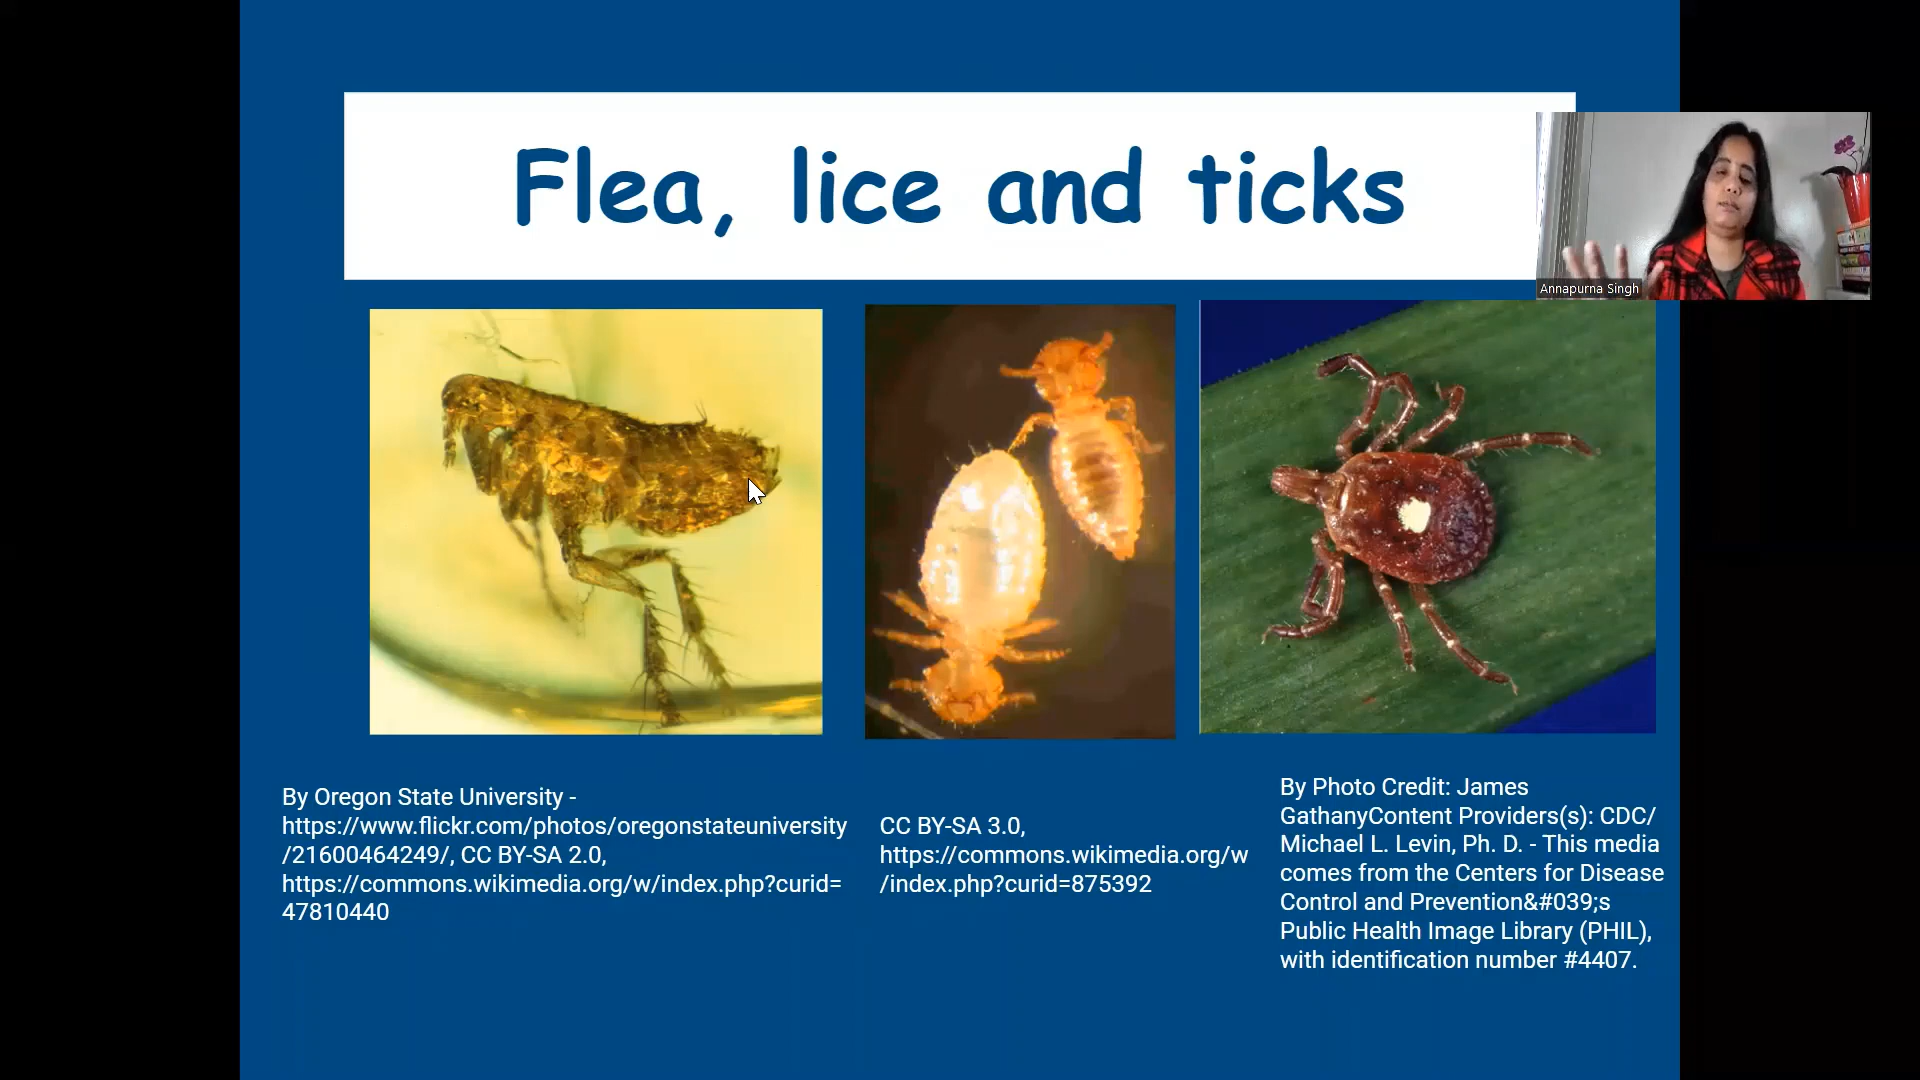 Flea, lice and ticks
Annapurna Singh
By Oregon State University -
https://www.flickr.com/photos/oregonstateuniversity
/21600464249/, CC BY-SA 2.0,
https://commons.wikimedia.org/w/index.php?curid=
47810440
CC BY-SA 3.0,
https://commons.wikimedia.org/w
/index.php?curid=875392
By Photo Credit: James
GathanyContent Providers(s): CDC/
Michael L. Levin, Ph. D. - This media
comes from the Centers for Disease
Control and Prevention&#039;s
Public Health Image Library (PHIL),
with identification number #4407.